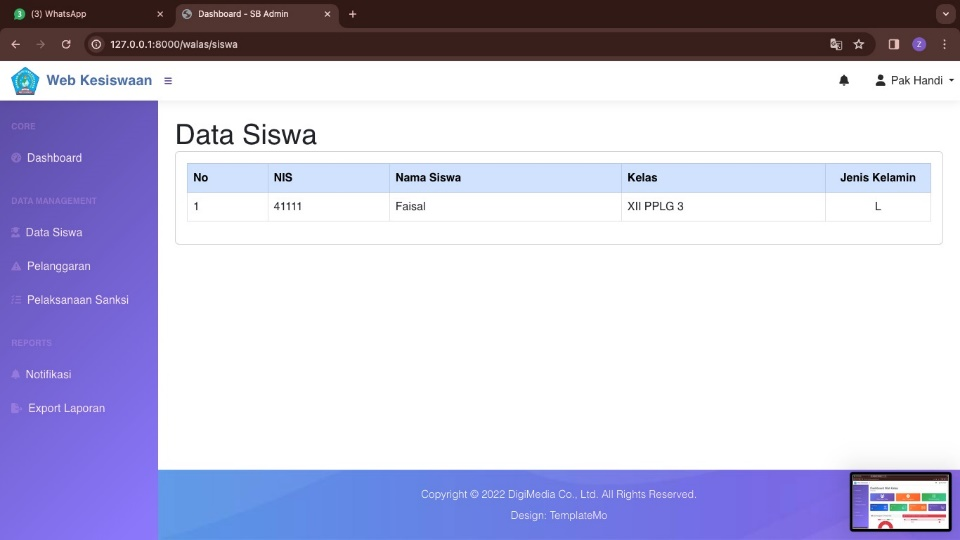 3 (3) WhatsApp
Dashboard - SB Admin
127.0.0.1:8000/walas/siswa
Z
Web Kesiswaan
Pak Handi
CORE
Dashboard
DATA MANAGEMENT
Data Siswa
Pelanggaran
Pelaksanaan Sanksi
REPORTS
Notifikasi
Export Laporan
Data Siswa
No NIS Nama Siswa Kelas Jenis Kelamin
1 41111 Faisal XII PPLG 3 L
Copyright © 2022 DigiMedia Co., Ltd. All Rights Reserved.
Design: TemplateMo